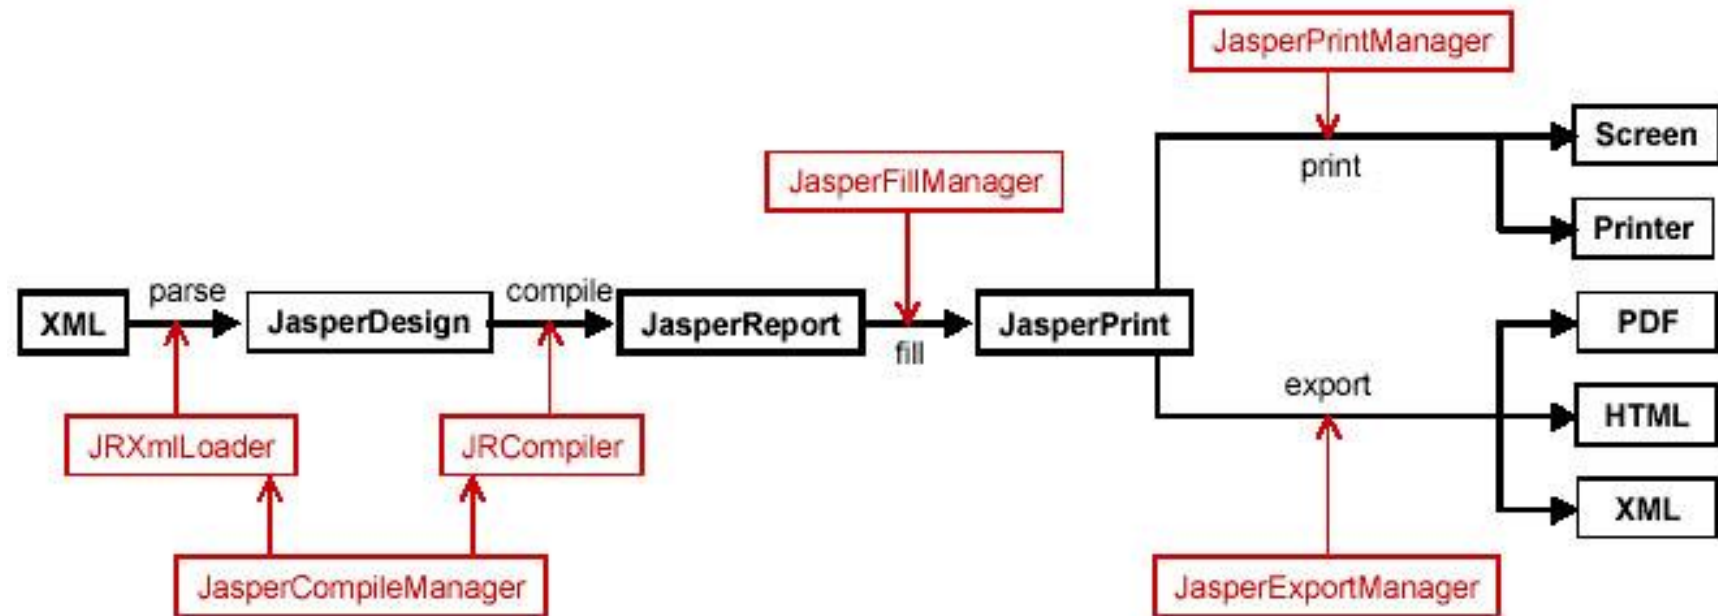 JasperPrintManager
Screen
print
JasperFillManager
Printer
parse
compile
XML
JasperDesign
JasperReport
JasperPrint
PDF
fill
export
HTML
JRXmlLoader
JRCompiler
XML
JasperCompileManager
JasperExportManager